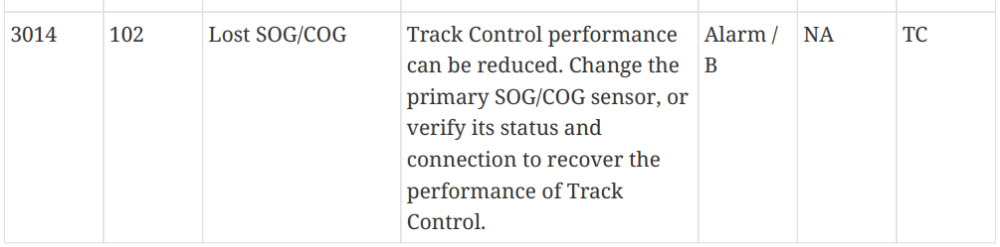 3014 102 Lost SOG/COG Track Control performance Alarm / NA TC
can be reduced. Change the B
primary SOG/COG sensor, or
verify its status and
connection to recover the
performance of Track
Control.